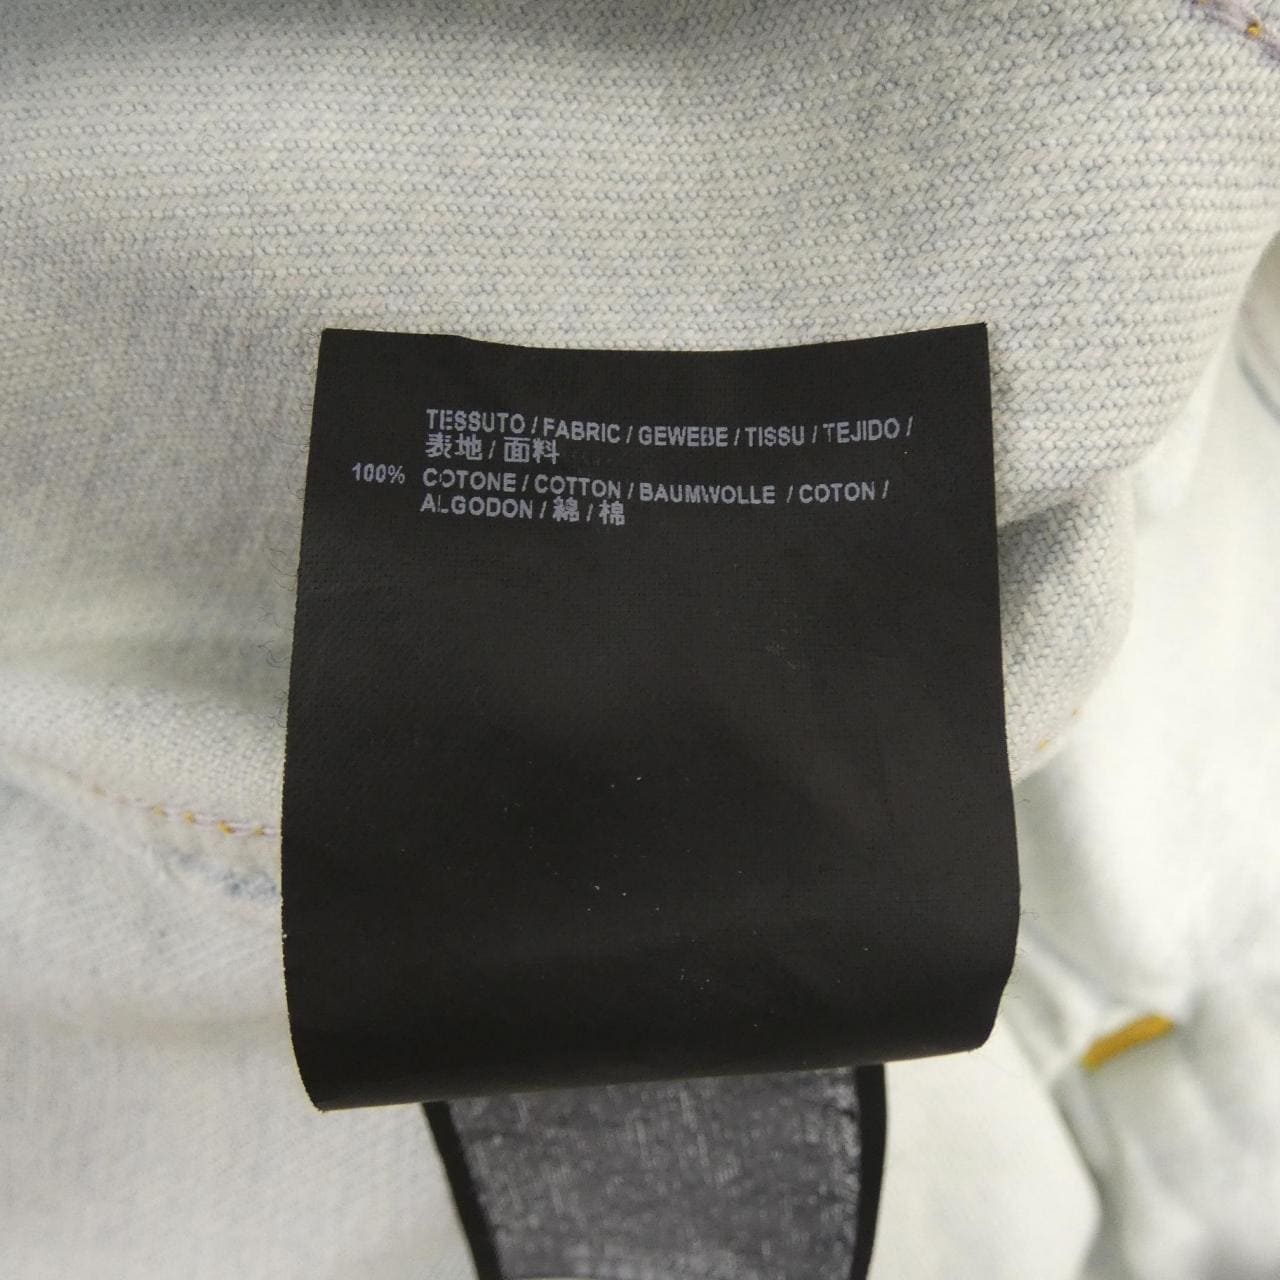 TESSUTO / FABRIC / GEWEBE / TISSU / TEJIDO /
表地 / 面料
100% COTONE / COTTON / BAUMWOLLE / COTON /
ALGODON / 綿 / 棉